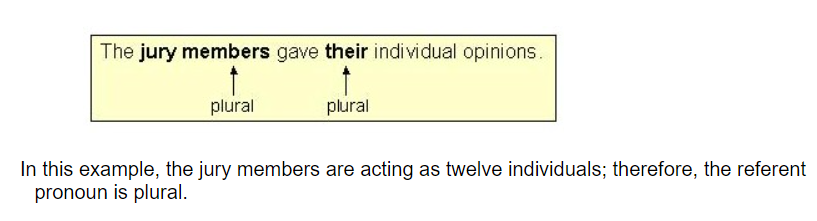 The jury members gave their individual opinions.
plural plural
In this example, the jury members are acting as twelve individuals; therefore, the referent
pronoun is plural.